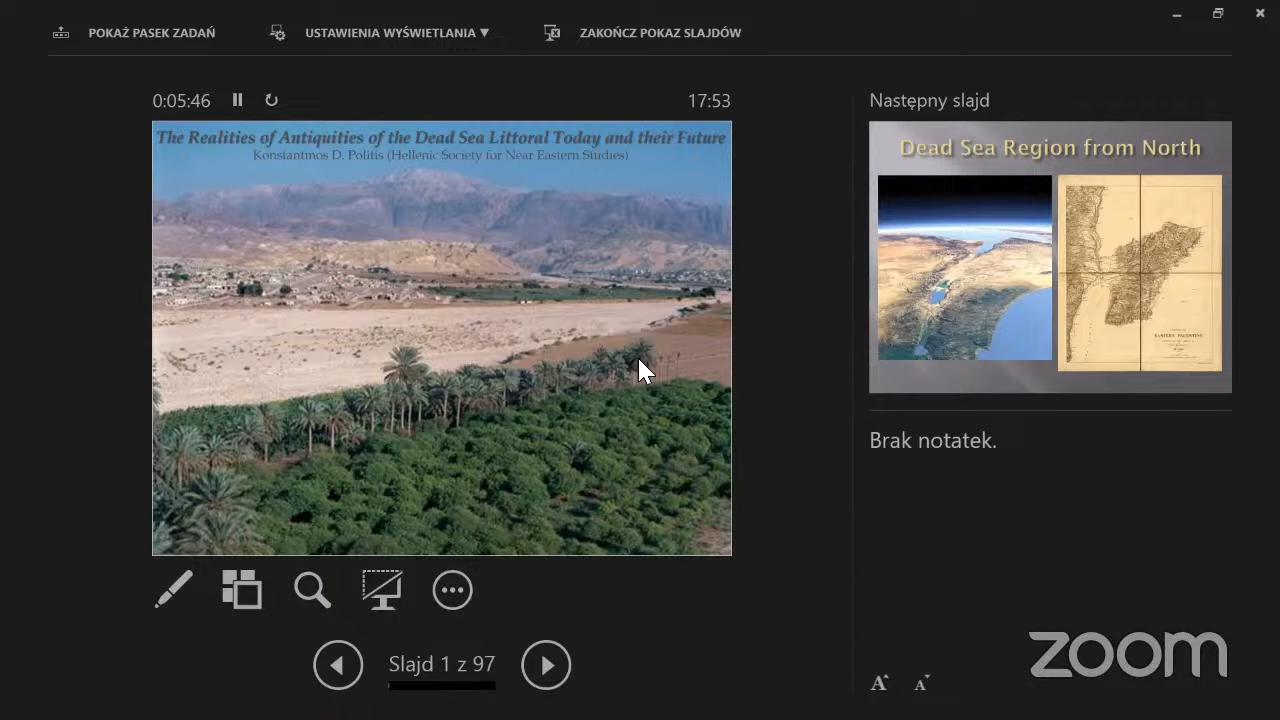 POKAŻ PASEK ZADAŃ
USTAWIENIA WYŚWIETLANIA ▼
ZAKOŃCZ POKAZ SLAJDÓW
0:05:46
17:53
The Realities of Antiquities of the Dead Sea Littoral Today and their Future
Konstantinos D. Politis (Hellenic Society for Near Eastern Studies)
Następny slajd
Dead Sea Region from North
EASTERN PALESTINE
Brak notatek.
Slajd 1 z 97
A A
zoom